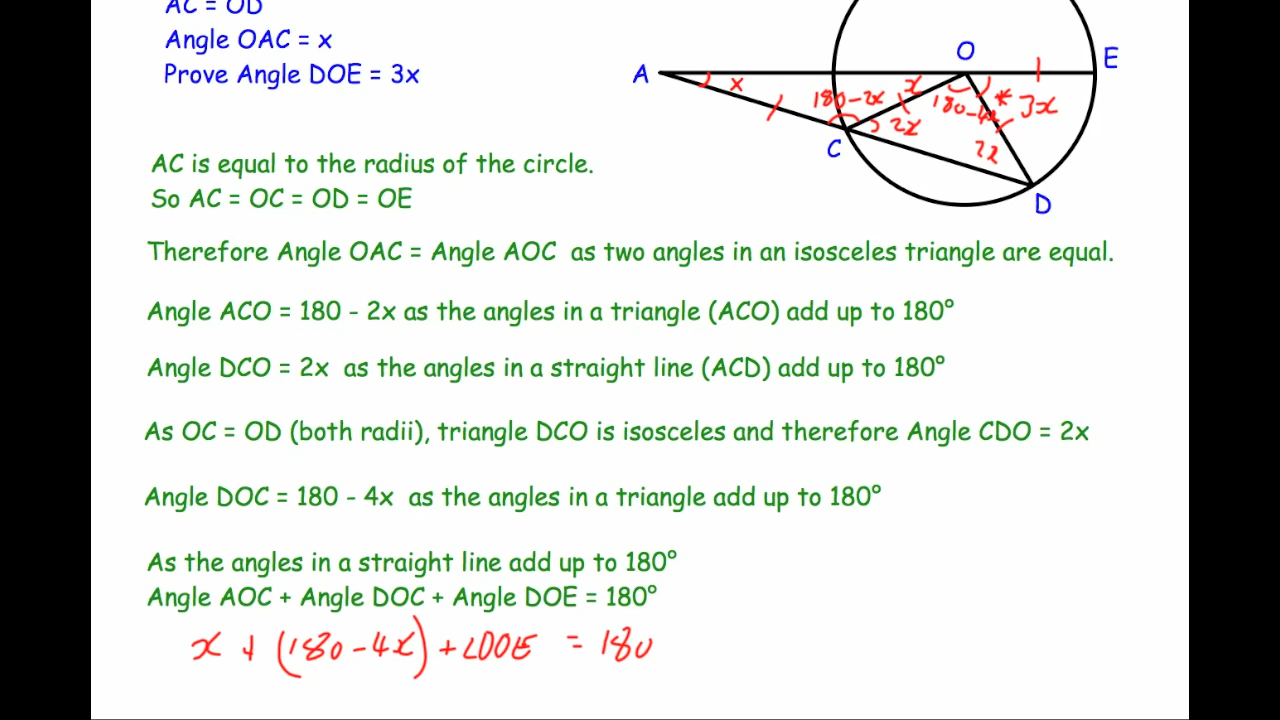 AC = OD
Angle OAC = x
Prove Angle DOE = 3x
A
O
E
x
180-2x
x
180-4x
* 3x
2x
2x
C
D
AC is equal to the radius of the circle.
So AC = OC = OD = OE
Therefore Angle OAC = Angle AOC as two angles in an isosceles triangle are equal.
Angle ACO = 180 - 2x as the angles in a triangle (ACO) add up to 180°
Angle DCO = 2x as the angles in a straight line (ACD) add up to 180°
As OC = OD (both radii), triangle DCO is isosceles and therefore Angle CDO = 2x
Angle DOC = 180 - 4x as the angles in a triangle add up to 180°
As the angles in a straight line add up to 180°
Angle AOC + Angle DOC + Angle DOE = 180°
x + (180-4x) + ∠DOE = 180